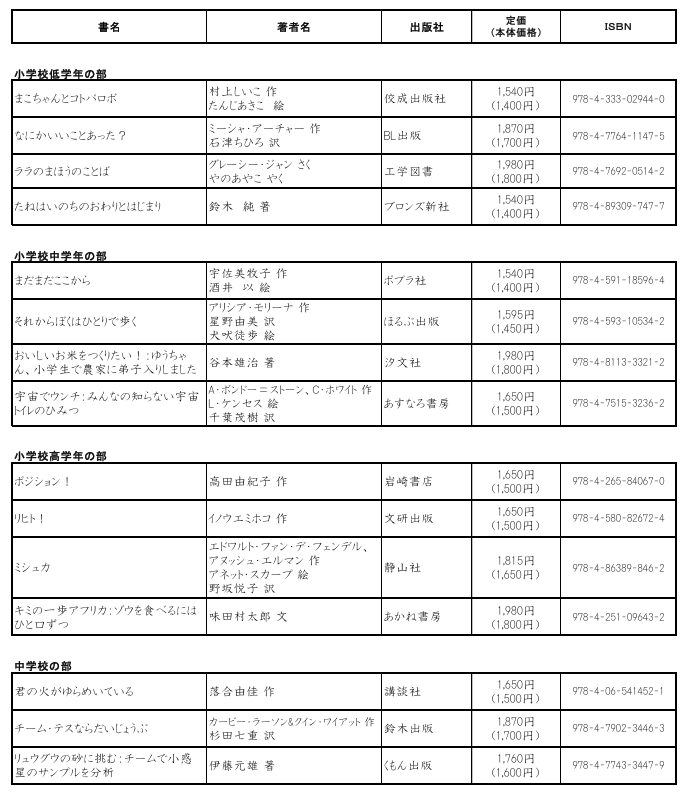 書名 著者名 出版社 定価 ISBN
（本体価格）
小学校低学年の部
まこちゃんとコトバロボ 村上しいこ 作 佼成出版社 1,540円 978-4-333-02944-0
たんじあきこ 絵 （1,400円）
なにかいいことあった？ ミーシャ・アーチャー 作 BL出版 1,870円 978-4-7764-1147-5
石津ちひろ 訳 （1,700円）
ララのまほうのことば グレーシー・ジャン さく 工学図書 1,980円 978-4-7692-0514-2
やのあやこ やく （1,800円）
たねはいのちのおわりとはじまり 鈴木 純 著 ブロンズ新社 1,540円 978-4-89309-747-7
（1,400円）
小学校中学年の部
まだまだここから 宇佐美牧子 作 ポプラ社 1,540円 978-4-591-18596-4
酒井 以 絵 （1,400円）
それからぼくはひとりで歩く アリシア・モリーナ 作 ほるぷ出版 1,595円 978-4-593-10534-2
星野由美 訳 （1,450円）
犬吠徒歩 絵
おいしいお米をつくりたい！：ゆうちゃ 谷本雄治 著 汐文社 1,980円 978-4-8113-3321-2
ん、小学生で農家に弟子入りしました （1,800円）
宇宙でウンチ：みんなの知らない宇宙 A・ボンドー＝ストーン、C・ホワイト 作 あすなろ書房 1,650円 978-4-7515-3236-2
トイレのひみつ L・ケンセス 絵 （1,500円）
千葉茂樹 訳
小学校高学年の部
ポジション！ 高田由紀子 作 岩崎書店 1,650円 978-4-265-84067-0
（1,500円）
リヒト！ イノウエミホコ 作 文研出版 1,650円 978-4-580-82672-4
（1,500円）
ミシュカ エドワルト・ファン・デ・フェンデル、 静山社 1,815円 978-4-86389-846-2
アヌッシュ・エルマン 作 （1,650円）
アネット・スカープ 絵
野坂悦子 訳
キミの一歩アフリカ：ゾウを食べるには 味田村太郎 文 あかね書房 1,980円 978-4-251-09643-2
ひと口ずつ （1,800円）
中学校の部
君の火がゆらめいている 落合由佳 作 講談社 1,650円 978-4-06-541452-1
（1,500円）
チーム・テスならだいじょうぶ カービー・ラーソン&クイン・ワイアット 作 鈴木出版 1,870円 978-4-7902-3446-3
杉田七重 訳 （1,700円）
リュウグウの砂に挑む：チームで小惑 伊藤元雄 著 くもん出版 1,760円 978-4-7743-3447-9
星のサンプルを分析 （1,600円）